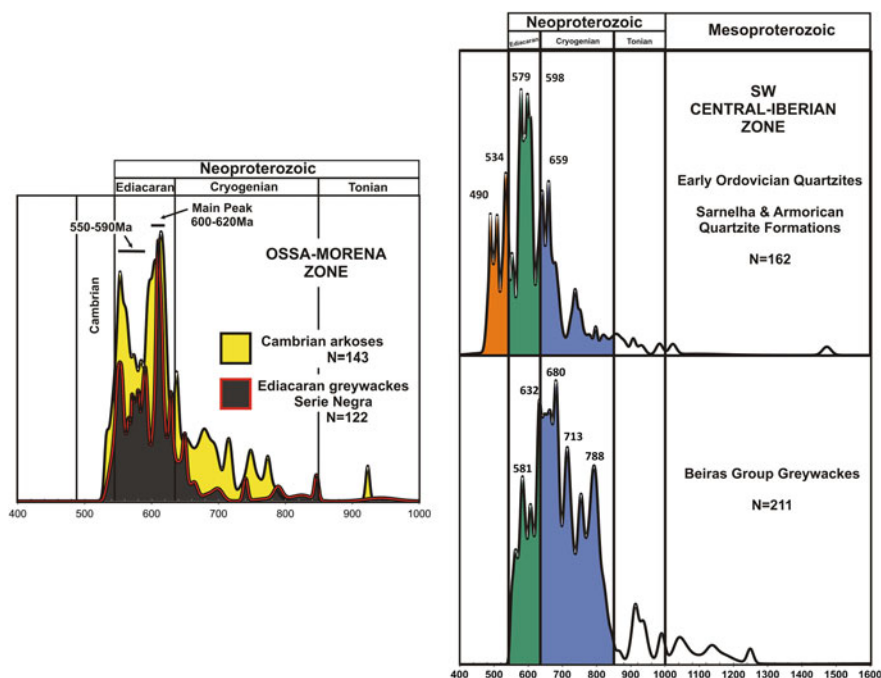 Neoproterozoic
Ediacaran
Cryogenian
Tonian
Main Peak
600-620Ma
550-590Ma
OSSA-MORENA
ZONE
Cambrian
Cambrian arkoses
N=143
Ediacaran greywackes
Serie Negra
N=122
400 500 600 700 800 900 1000
Neoproterozoic
Mesoproterozoic
Ediacaran
Cryogenian
Tonian
579
598
534
659
490
SW
CENTRAL-IBERIAN
ZONE
Early Ordovician Quartzites
Sarnelha & Armorican
Quartzite Formations
N=162
632
680
713
788
581
Beiras Group Greywackes
N=211
400 500 600 700 800 900 1000 1100 1200 1300 1400 1500 1600